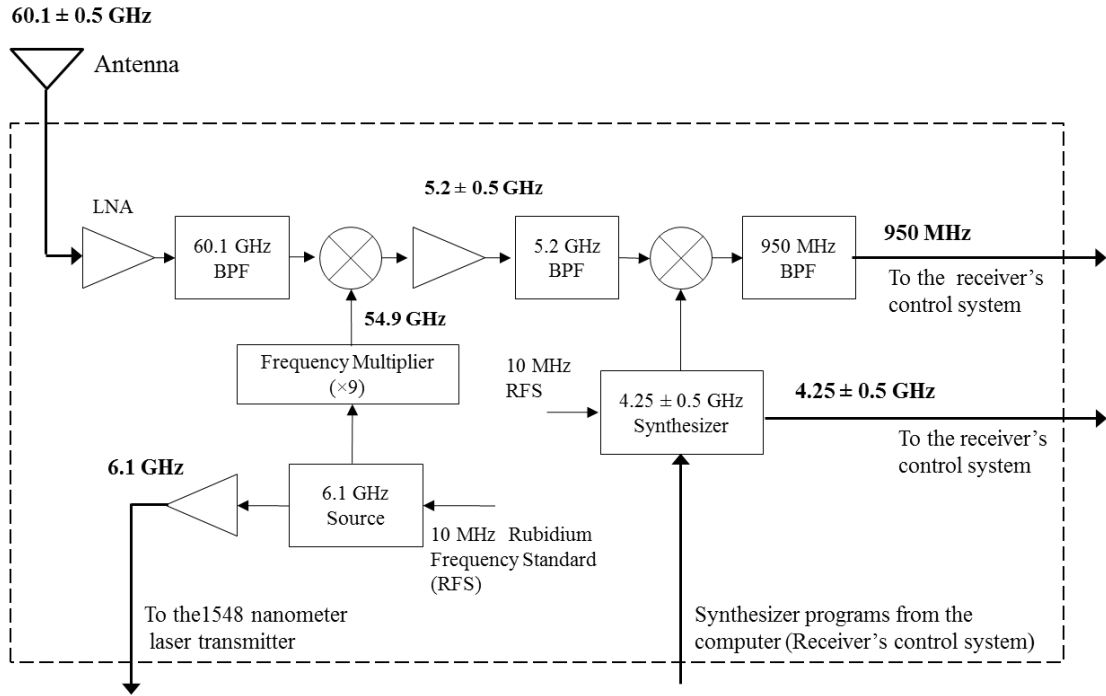 60.1 ± 0.5 GHz
Antenna
LNA
60.1 GHz
BPF
5.2 ± 0.5 GHz
5.2 GHz
BPF
950 MHz
BPF
950 MHz
To the receiver's
control system
54.9 GHz
Frequency Multiplier
(×9)
10 MHz
RFS
4.25 ± 0.5 GHz
Synthesizer
4.25 ± 0.5 GHz
To the receiver's
control system
6.1 GHz
6.1 GHz
Source
10 MHz Rubidium
Frequency Standard
(RFS)
To the1548 nanometer
laser transmitter
Synthesizer programs from the
computer (Receiver's control system)